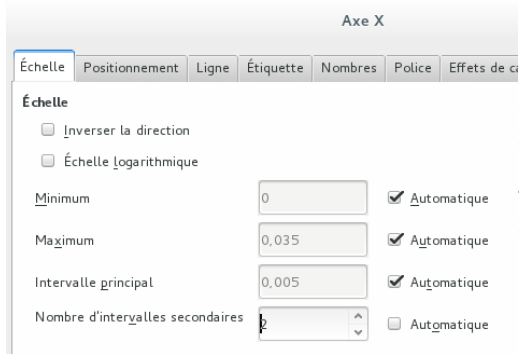 Axe X
Échelle Positionnement Ligne Étiquette Nombres Police Effets de
Échelle
Inverser la direction
Échelle logarithmique
Minimum 0 Automatique
Maximum 0,035 Automatique
Intervalle principal 0,005 Automatique
Nombre d'intervalles secondaires 2 Automatique